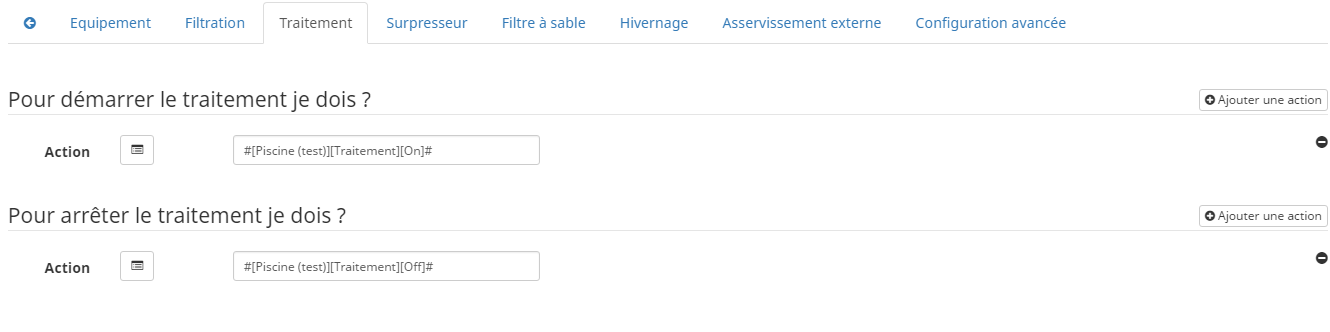 Equipement Filtration Traitement Surpresseur Filtre à sable Hivernage Asservissement externe Configuration avancée
Pour démarrer le traitement je dois ? Ajouter une action
Action #[Piscine (test)][Traitement][On]#
Pour arrêter le traitement je dois ? Ajouter une action
Action #[Piscine (test)][Traitement][Off]#